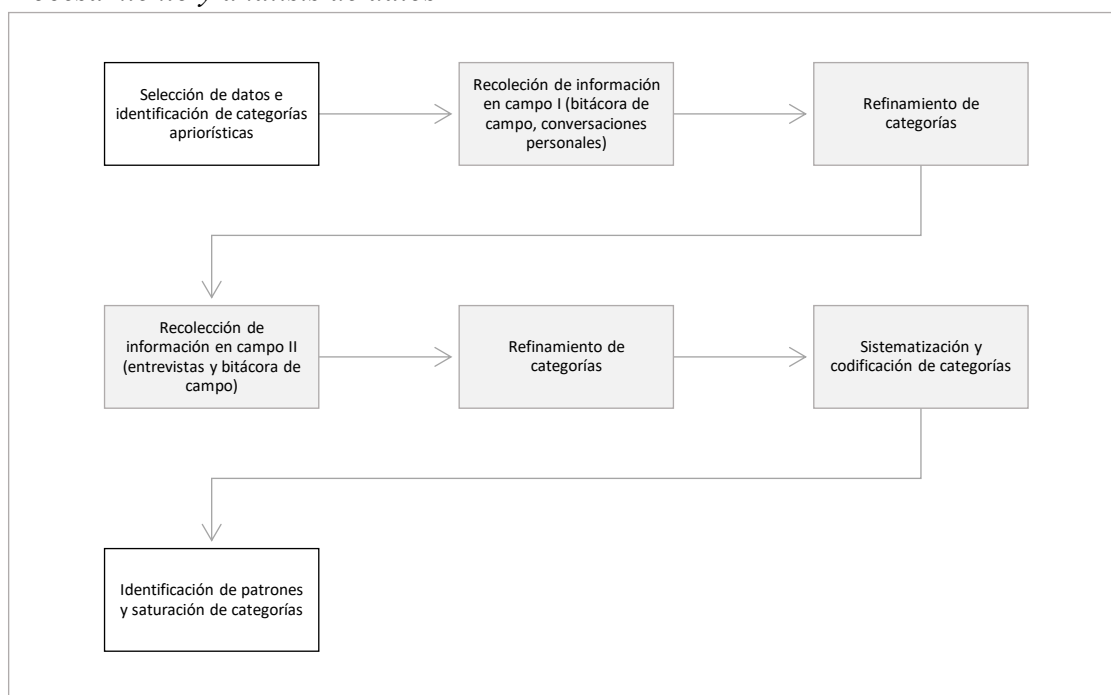 Selección de datos e
identificación de categorías
apriorísticas
Recoleción de información
en campo I (bitácora de
campo, conversaciones
personales)
Refinamiento de
categorías
Recolección de
información en campo II
(entrevistas y bitácora de
campo)
Refinamiento de
categorías
Sistematización y
codificación de categorías
Identificación de patrones
y saturación de categorías